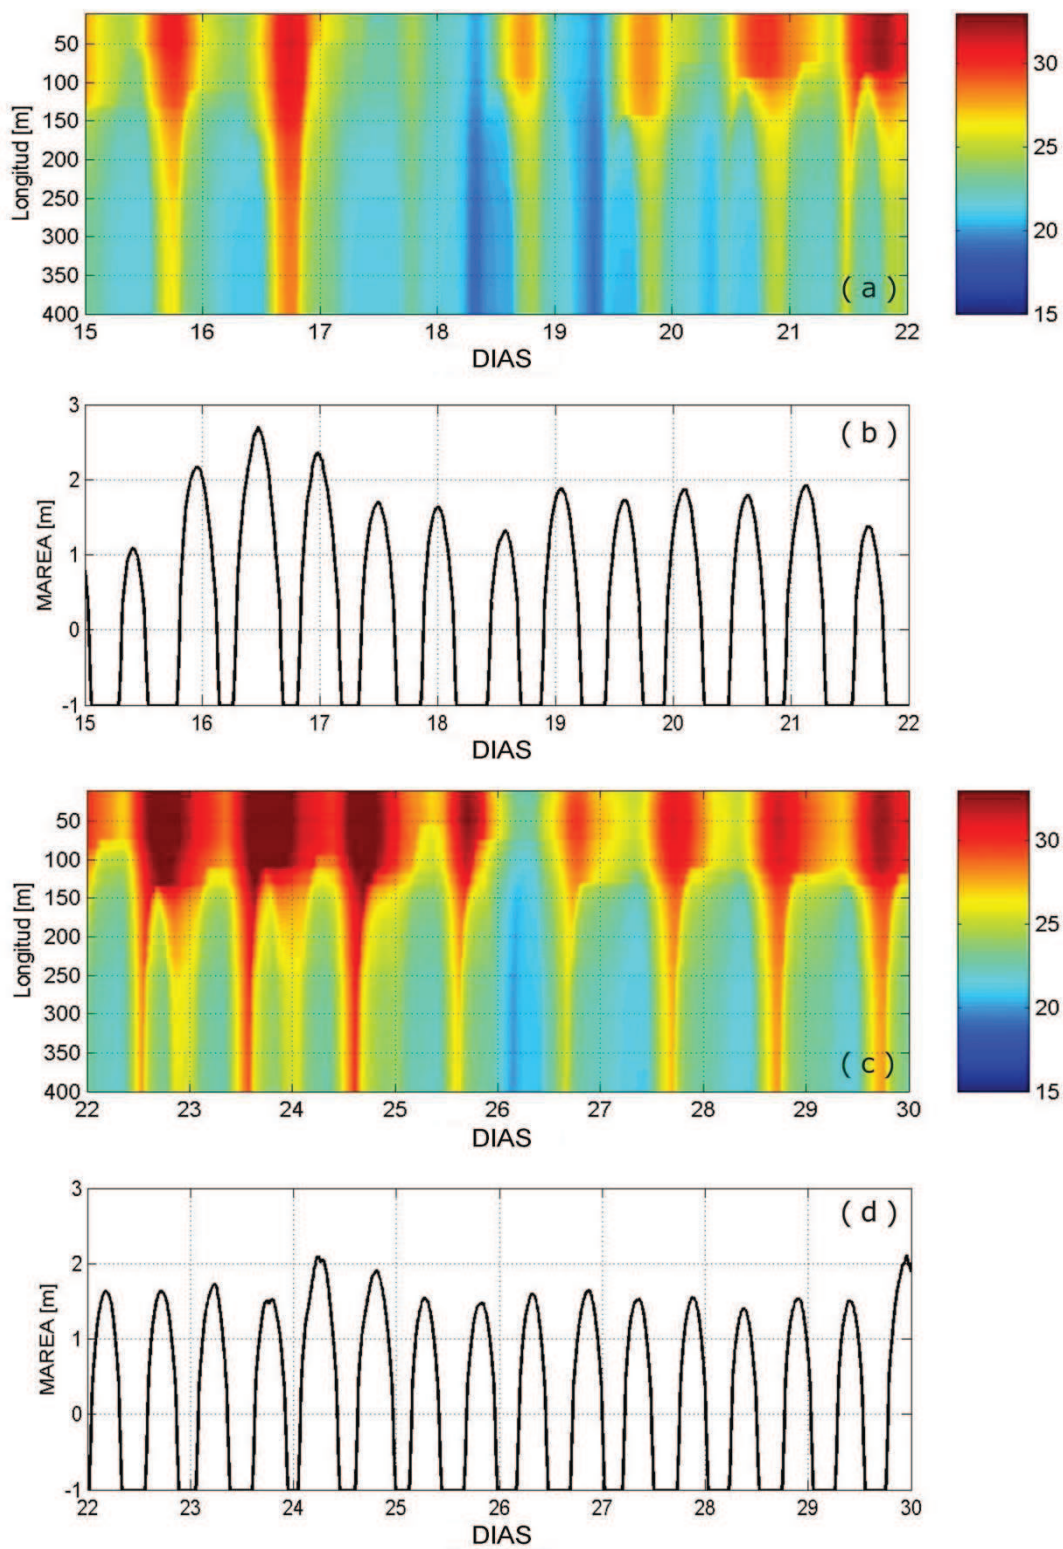 50
100
150
200
250
300
350
400
Longitud [m]
15 16 17 18 19 20 21 22
DIAS
( a )
30
25
20
15
3
2
1
0
-1
MAREA [m]
15 16 17 18 19 20 21 22
DIAS
( b )
50
100
150
200
250
300
350
400
Longitud [m]
22 23 24 25 26 27 28 29 30
DIAS
( c )
30
25
20
15
3
2
1
0
-1
MAREA [m]
22 23 24 25 26 27 28 29 30
DIAS
( d )